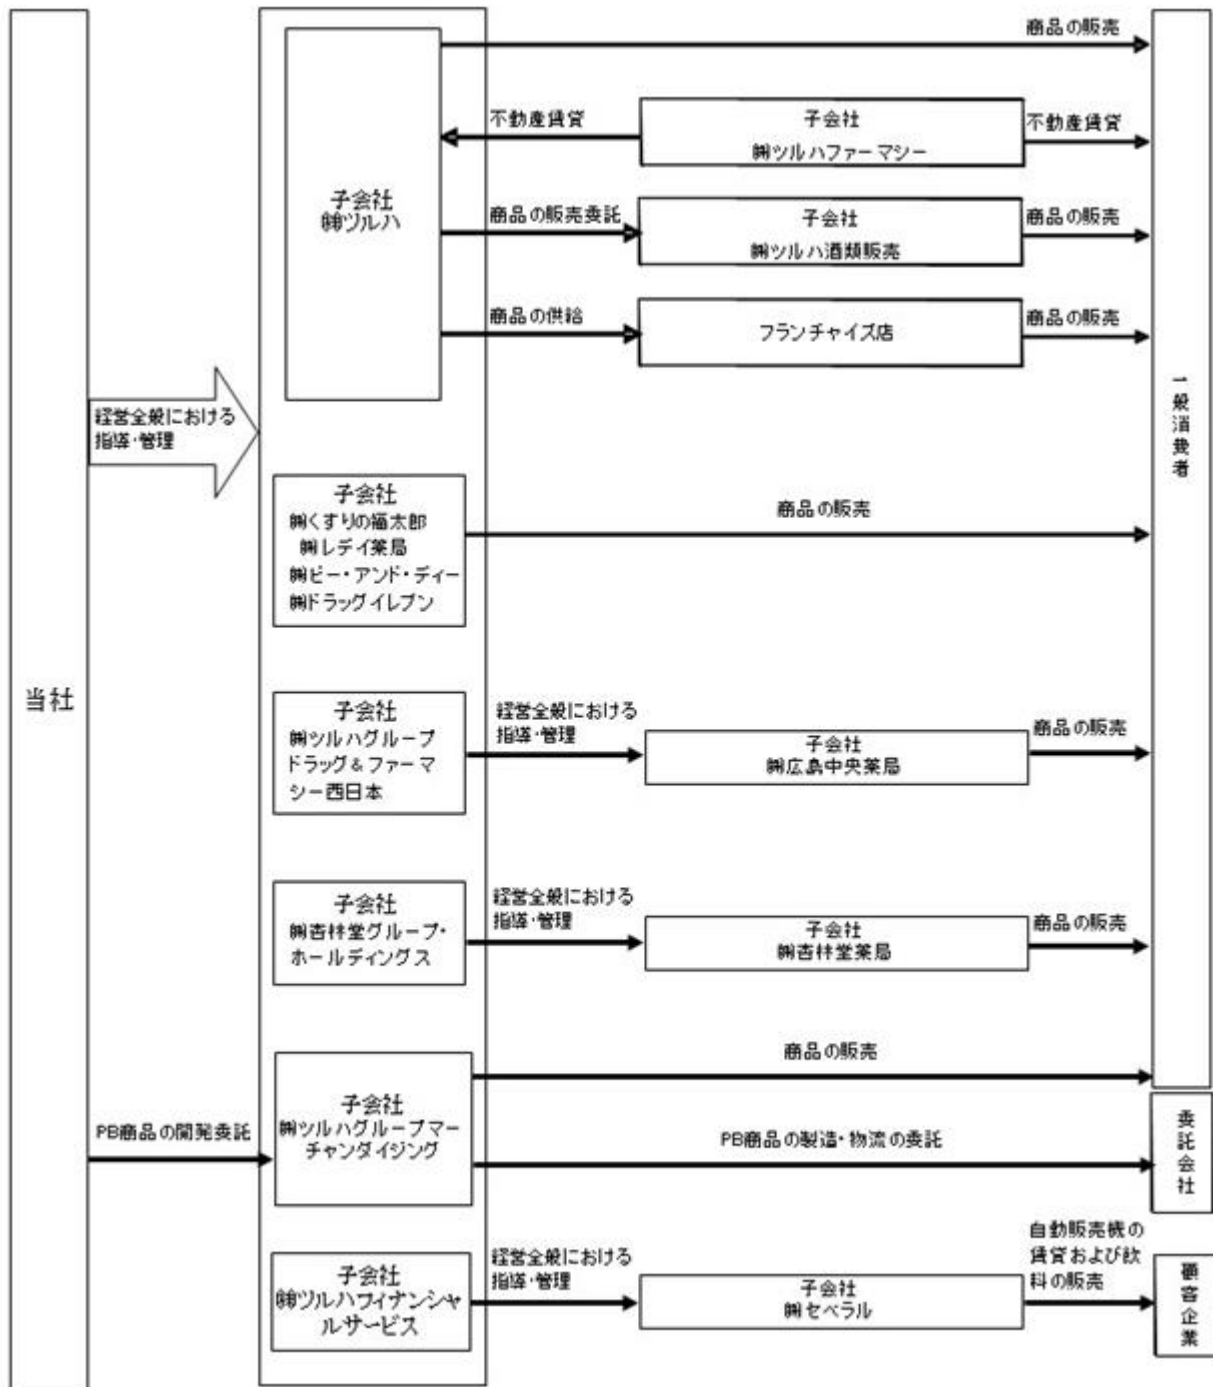 当社
経営全般における
指導・管理
PB商品の開発委託
子会社
㈱ツルハ
商品の販売
不動産賃貸
子会社
㈱ツルハファーマシー
不動産賃貸
商品の販売委託
子会社
㈱ツルハ酒類販売
商品の販売
商品の供給
フランチャイズ店
商品の販売
子会社
㈱くすりの福太郎
㈱レデイ薬局
㈱ビー・アンド・ディー
㈱ドラッグイレブン
商品の販売
子会社
㈱ツルハグループ
ドラッグ&ファーマ
シー西日本
経営全般における
指導・管理
子会社
㈱広島中央薬局
商品の販売
子会社
㈱杏林堂グループ・
ホールディングス
経営全般における
指導・管理
子会社
㈱杏林堂薬局
商品の販売
子会社
㈱ツルハグループマー
チャンダイジング
商品の販売
PB商品の製造・物流の委託
子会社
㈱ツルハフィナンシャ
ルサービス
経営全般における
指導・管理
子会社
㈱セベラル
自動販売機の
賃貸および飲
料の販売
一般消費者
委託会社
顧客企業